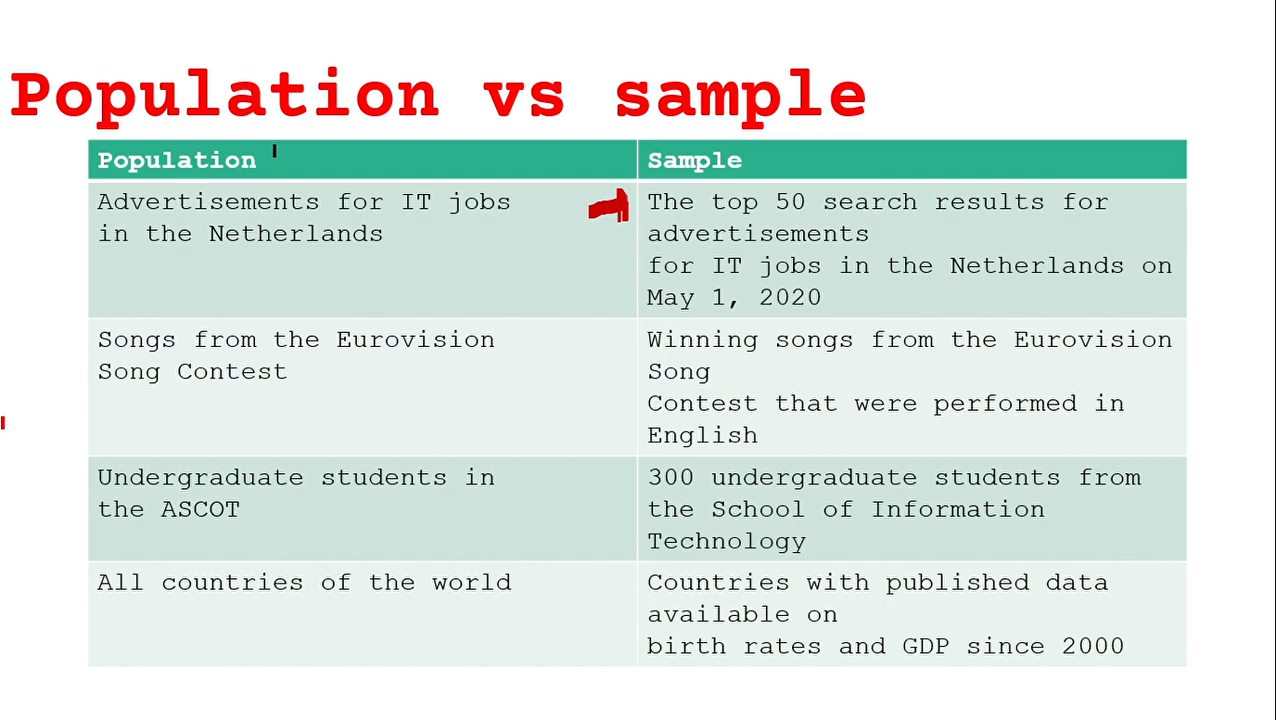 Population vs sample
Population
Sample
Advertisements for IT jobs
in the Netherlands
The top 50 search results for
advertisements
for IT jobs in the Netherlands on
May 1, 2020
Songs from the Eurovision
Song Contest
Winning songs from the Eurovision
Song
Contest that were performed in
English
Undergraduate students in
the ASCOT
300 undergraduate students from
the School of Information
Technology
All countries of the world
Countries with published data
available on
birth rates and GDP since 2000